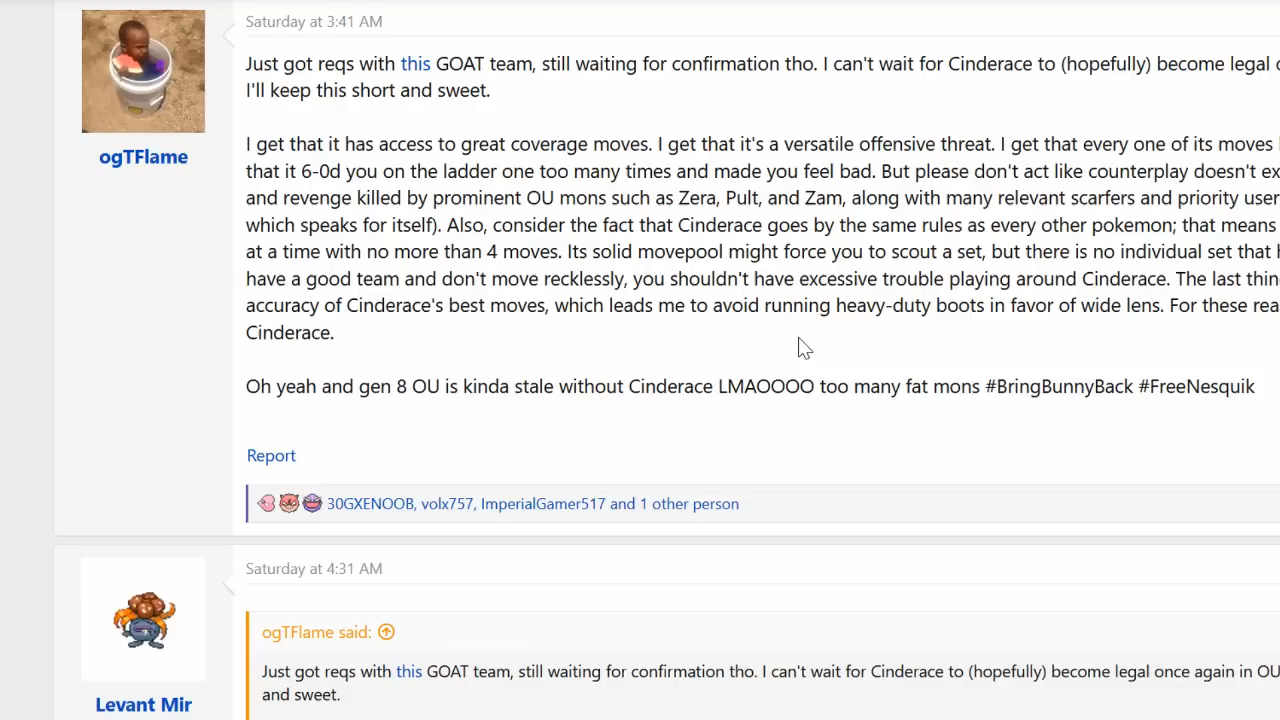 Saturday at 3:41 AM
Just got reqs with this GOAT team, still waiting for confirmation tho. I can't wait for Cinderace to (hopefully) become legal
I'll keep this short and sweet.
ogTFlame
I get that it has access to great coverage moves. I get that it's a versatile offensive threat. I get that every one of its moves
that it 6-0d you on the ladder one too many times and made you feel bad. But please don't act like counterplay doesn't ex
and revenge killed by prominent OU mons such as Zera, Pult, and Zam, along with many relevant scarfers and priority user
which speaks for itself). Also, consider the fact that Cinderace goes by the same rules as every other pokemon; that means
at a time with no more than 4 moves. Its solid movepool might force you to scout a set, but there is no individual set that
have a good team and don't move recklessly, you shouldn't have excessive trouble playing around Cinderace. The last thin
accuracy of Cinderace's best moves, which leads me to avoid running heavy-duty boots in favor of wide lens. For these rea
Cinderace.
Oh yeah and gen 8 OU is kinda stale without Cinderace LMAOOOO too many fat mons #BringBunnyBack #FreeNesquik
Report
30GXENOOB, volx757, ImperialGamer517 and 1 other person
Saturday at 4:31 AM
ogTFlame said:
Just got reqs with this GOAT team, still waiting for confirmation tho. I can't wait for Cinderace to (hopefully) become legal once again in OU
and sweet.
Levant Mir